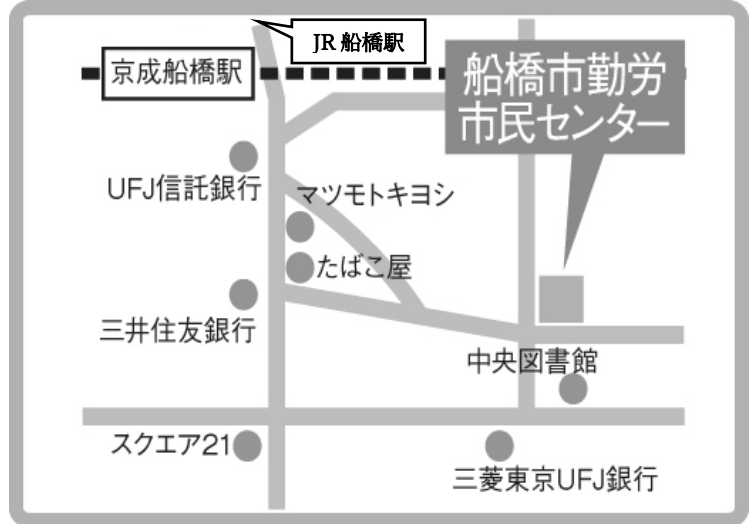 JR 船橋駅
京成船橋駅
船橋市勤労
市民センター
UFJ信託銀行
マツモトキヨシ
たばこ屋
三井住友銀行
中央図書館
スクエア21
三菱東京UFJ銀行